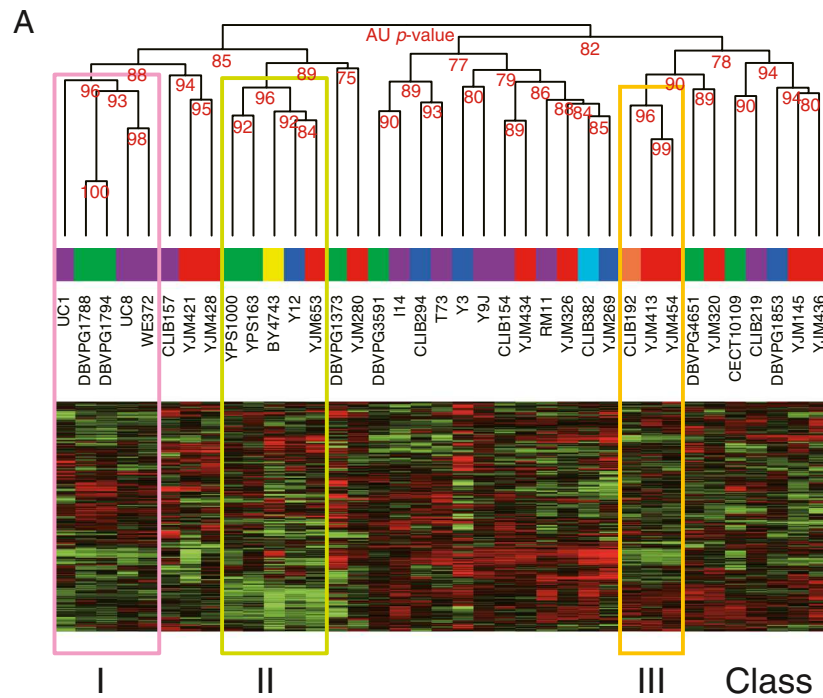 A
AU p-value
85 82
88 89 75 77 78
96 93 94 96 89 79 90 94
98 95 92 92 84 90 93 80 86 96 89 90 94 80
100 89 88 84 85 99
UC1
DBVPG1788
DBVPG1794
UC8
WE372
CLIB157
YJM421
YJM428
YPS1000
YPS163
BY4743
Y12
YJM653
DBVPG1373
YJM280
DBVPG3591
I14
CLIB294
T73
Y3
Y9J
CLIB154
YJM434
RM11
YJM326
CLIB382
YJM269
CLIB192
YJM413
YJM454
DBVPG4651
YJM320
CECT10109
CLIB219
DBVPG1853
YJM145
YJM436
I II III Class